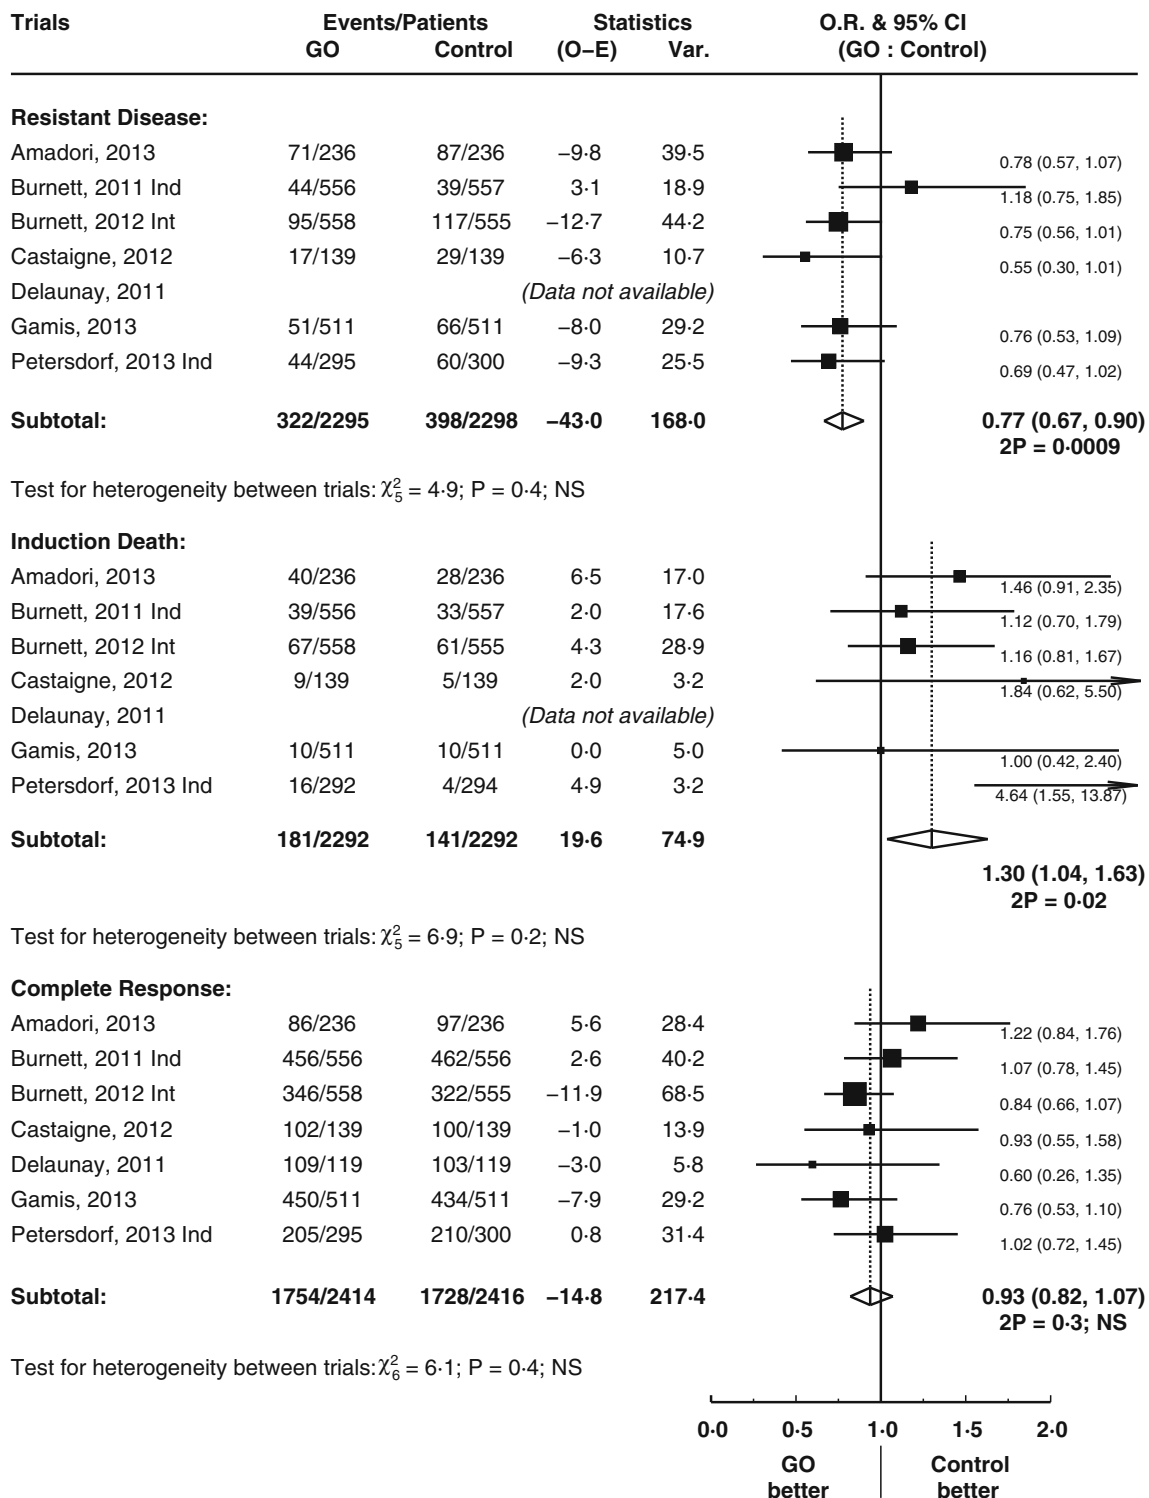 Trials Events/Patients Statistics O.R. & 95% CI
GO Control (O−E) Var. (GO : Control)
Resistant Disease:
Amadori, 2013 71/236 87/236 −9·8 39·5 0.78 (0.57, 1.07)
Burnett, 2011 Ind 44/556 39/557 3·1 18·9 1.18 (0.75, 1.85)
Burnett, 2012 Int 95/558 117/555 −12·7 44·2 0.75 (0.56, 1.01)
Castaigne, 2012 17/139 29/139 −6·3 10·7 0.55 (0.30, 1.01)
Delaunay, 2011 (Data not available)
Gamis, 2013 51/511 66/511 −8·0 29·2 0.76 (0.53, 1.09)
Petersdorf, 2013 Ind 44/295 60/300 −9·3 25·5 0.69 (0.47, 1.02)
Subtotal: 322/2295 398/2298 −43·0 168·0 0.77 (0.67, 0.90)
2P = 0·0009
Test for heterogeneity between trials: χ²₅ = 4·9; P = 0·4; NS
Induction Death:
Amadori, 2013 40/236 28/236 6·5 17·0 1.46 (0.91, 2.35)
Burnett, 2011 Ind 39/556 33/557 2·0 17·6 1.12 (0.70, 1.79)
Burnett, 2012 Int 67/558 61/555 4·3 28·9 1.16 (0.81, 1.67)
Castaigne, 2012 9/139 5/139 2·0 3·2 1.84 (0.62, 5.50)
Delaunay, 2011 (Data not available)
Gamis, 2013 10/511 10/511 0·0 5·0 1.00 (0.42, 2.40)
Petersdorf, 2013 Ind 16/292 4/294 4·9 3·2 4.64 (1.55, 13.87)
Subtotal: 181/2292 141/2292 19·6 74·9
1.30 (1.04, 1.63)
2P = 0·02
Test for heterogeneity between trials: χ²₅ = 6·9; P = 0·2; NS
Complete Response:
Amadori, 2013 86/236 97/236 5·6 28·4 1.22 (0.84, 1.76)
Burnett, 2011 Ind 456/556 462/556 2·6 40·2 1.07 (0.78, 1.45)
Burnett, 2012 Int 346/558 322/555 −11·9 68·5 0.84 (0.66, 1.07)
Castaigne, 2012 102/139 100/139 −1·0 13·9 0.93 (0.55, 1.58)
Delaunay, 2011 109/119 103/119 −3·0 5·8 0.60 (0.26, 1.35)
Gamis, 2013 450/511 434/511 −7·9 29·2 0.76 (0.53, 1.10)
Petersdorf, 2013 Ind 205/295 210/300 0·8 31·4 1.02 (0.72, 1.45)
Subtotal: 1754/2414 1728/2416 −14·8 217·4 0.93 (0.82, 1.07)
2P = 0·3; NS
Test for heterogeneity between trials: χ²₆ = 6·1; P = 0·4; NS
0·0 0·5 1·0 1·5 2·0
GO Control
better better